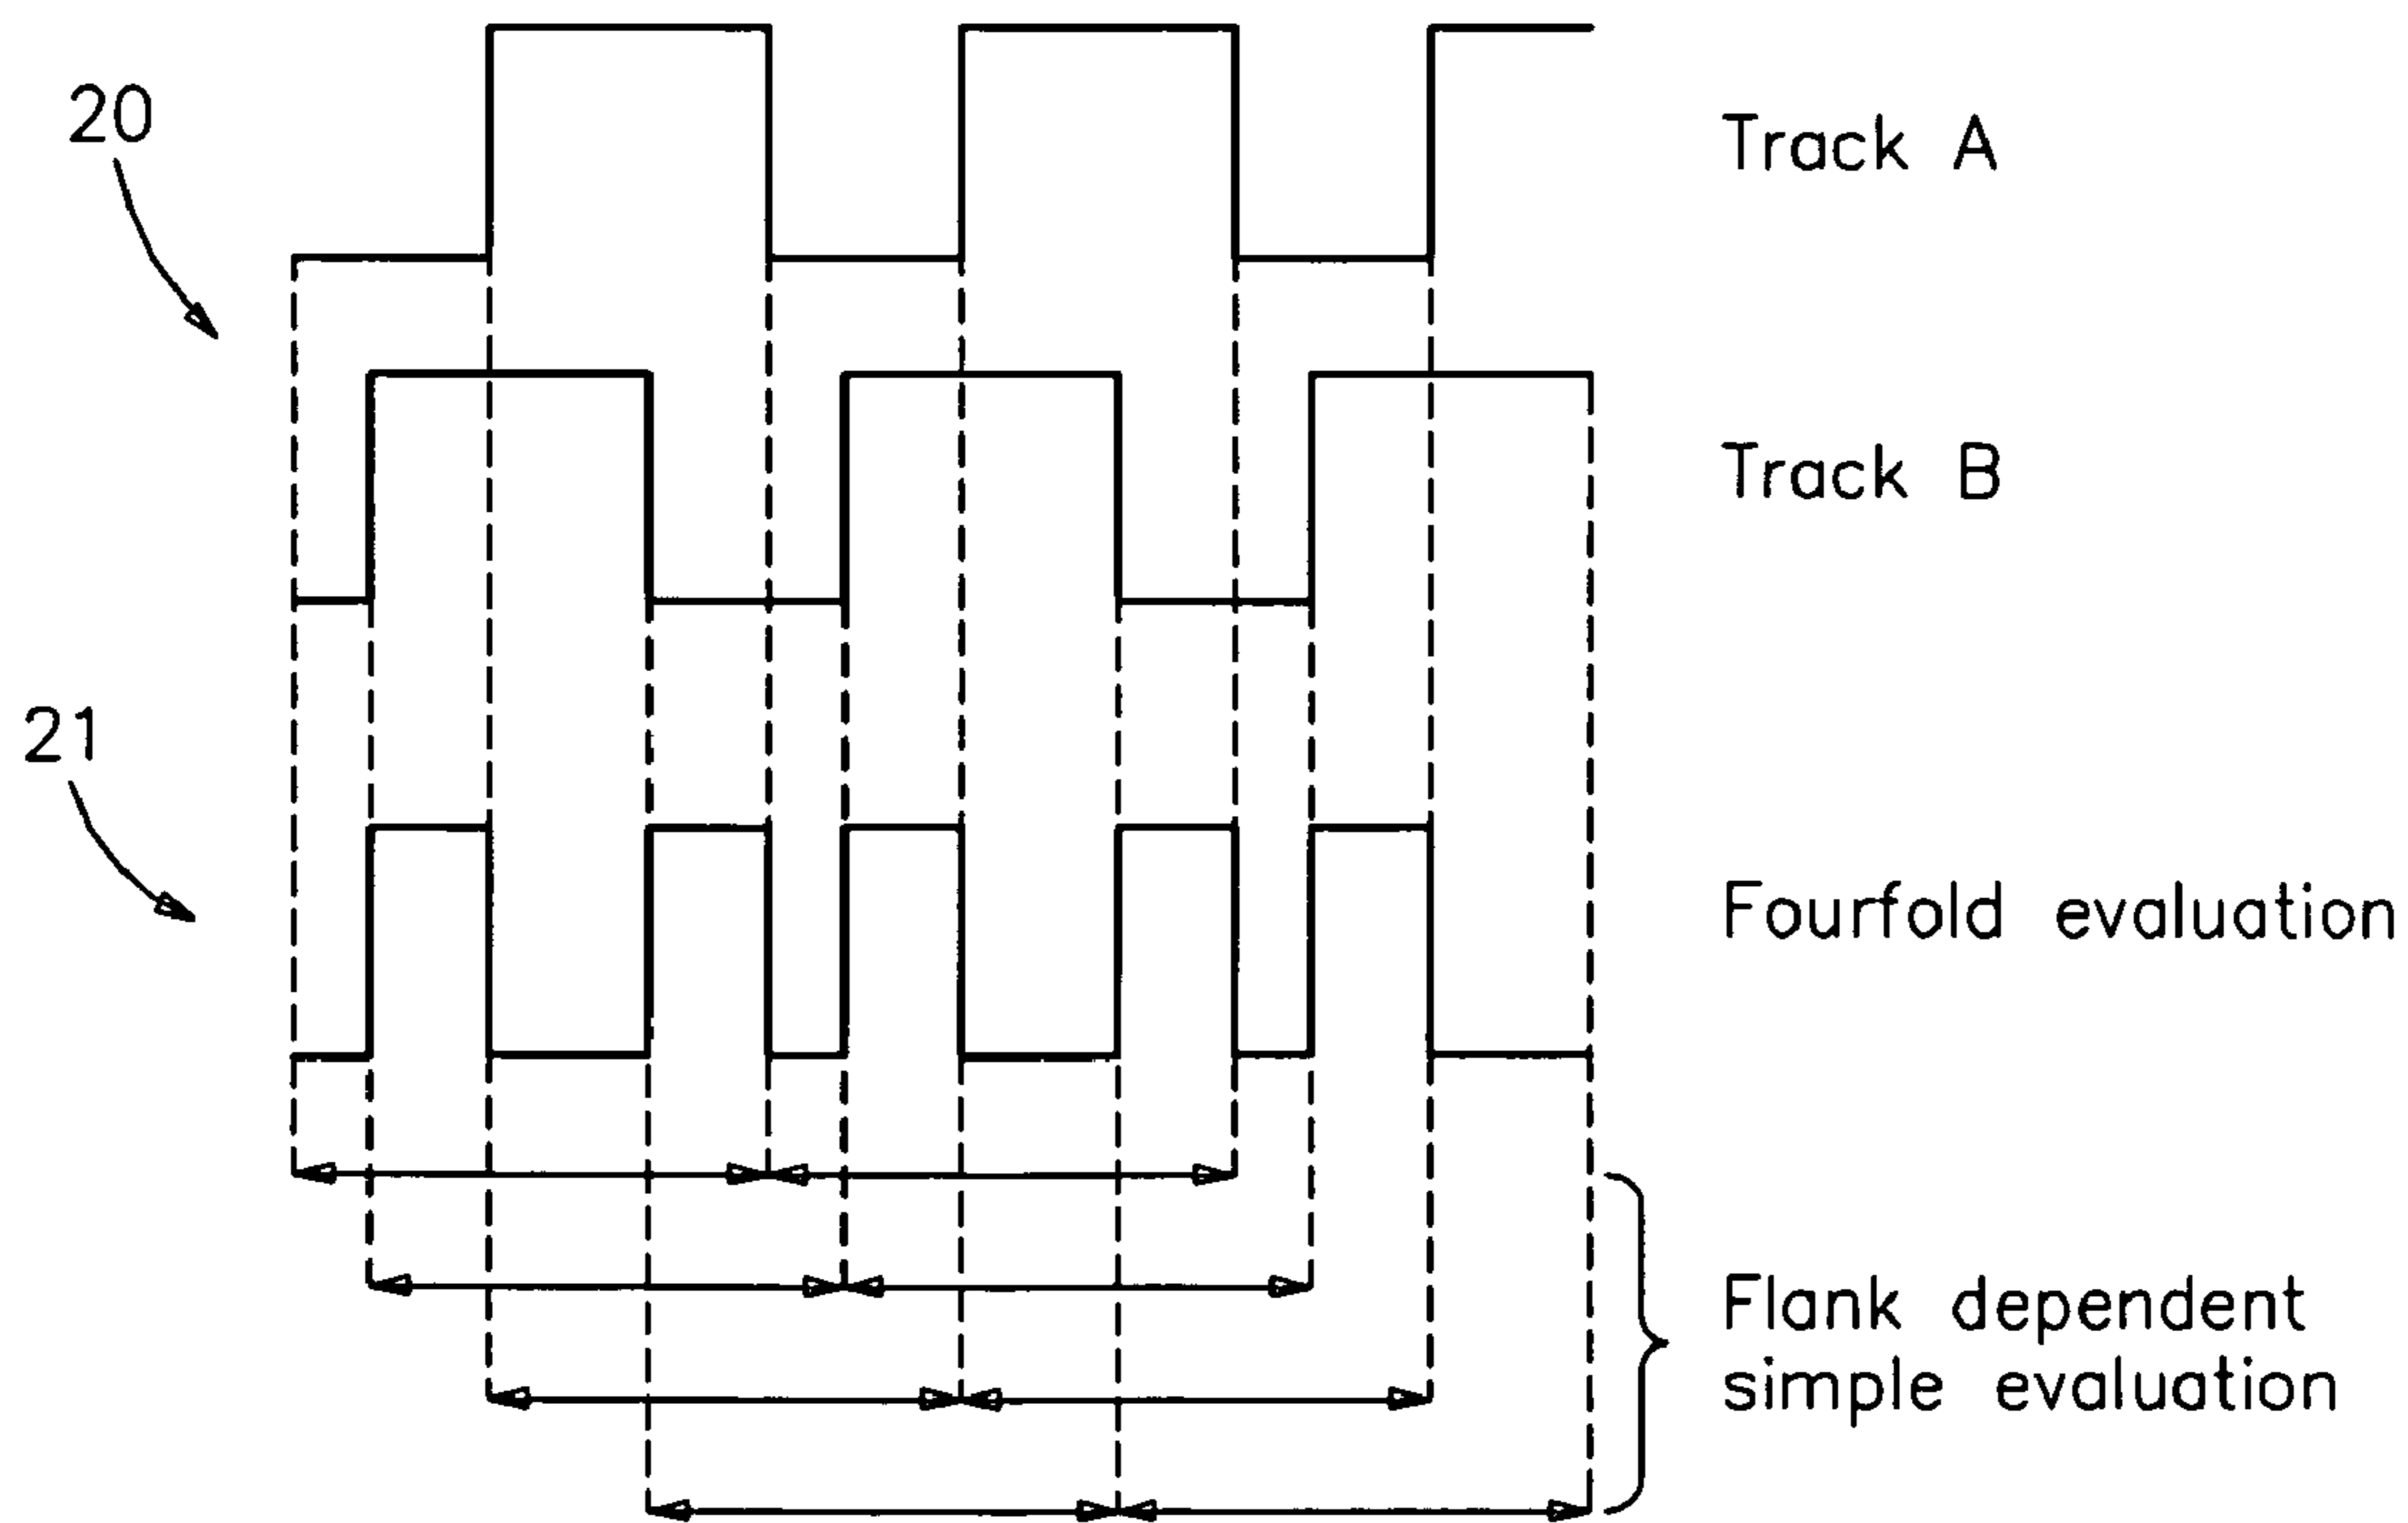 20
Track A
Track B
21
Fourfold evaluation
Flank dependent
simple evaluation